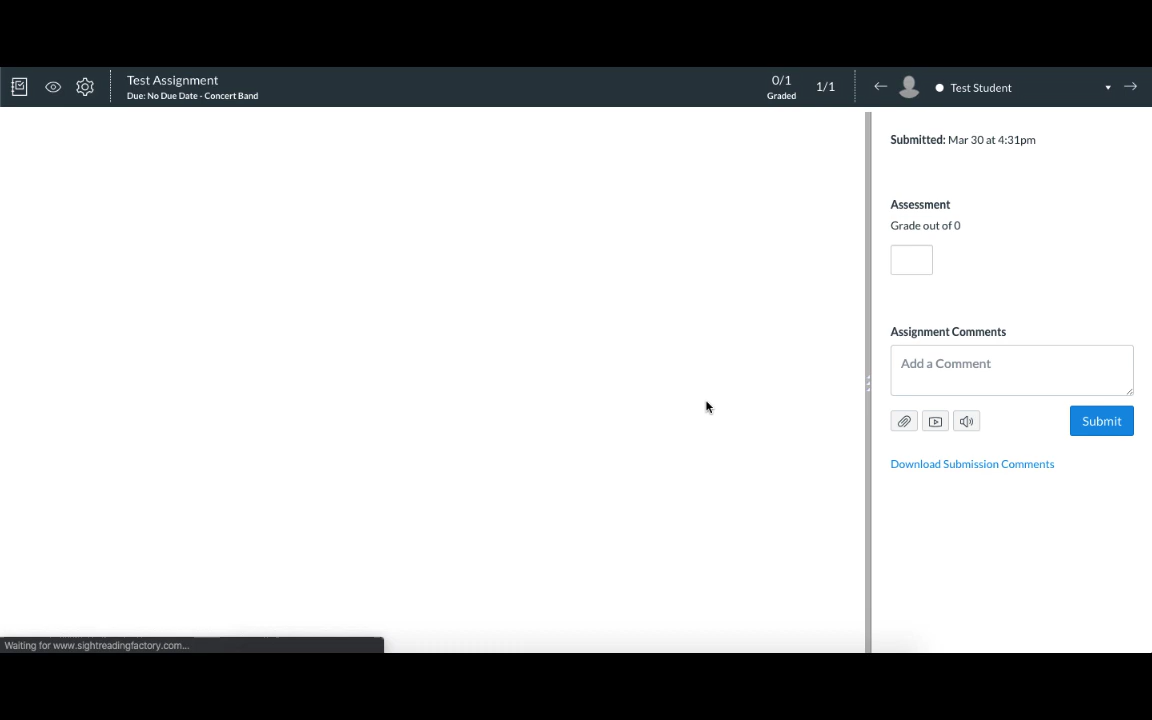 Test Assignment
Due: No Due Date - Concert Band
0/1
Graded
1/1
Test Student
Submitted: Mar 30 at 4:31pm
Assessment
Grade out of 0
Assignment Comments
Add a Comment
Submit
Download Submission Comments
Waiting for www.sightreadingfactory.com...